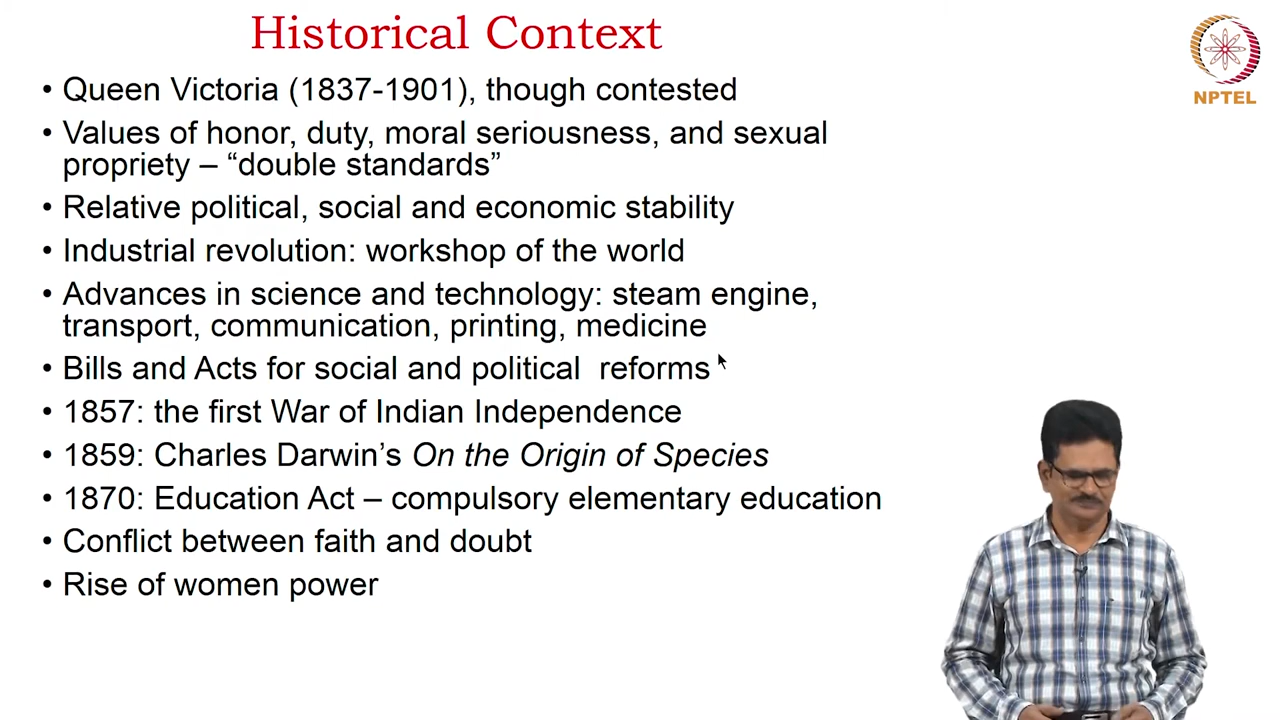 Historical Context
NPTEL
• Queen Victoria (1837-1901), though contested
• Values of honor, duty, moral seriousness, and sexual
propriety – “double standards”
• Relative political, social and economic stability
• Industrial revolution: workshop of the world
• Advances in science and technology: steam engine,
transport, communication, printing, medicine
• Bills and Acts for social and political  reforms
• 1857: the first War of Indian Independence
• 1859: Charles Darwin’s On the Origin of Species
• 1870: Education Act – compulsory elementary education
• Conflict between faith and doubt
• Rise of women power